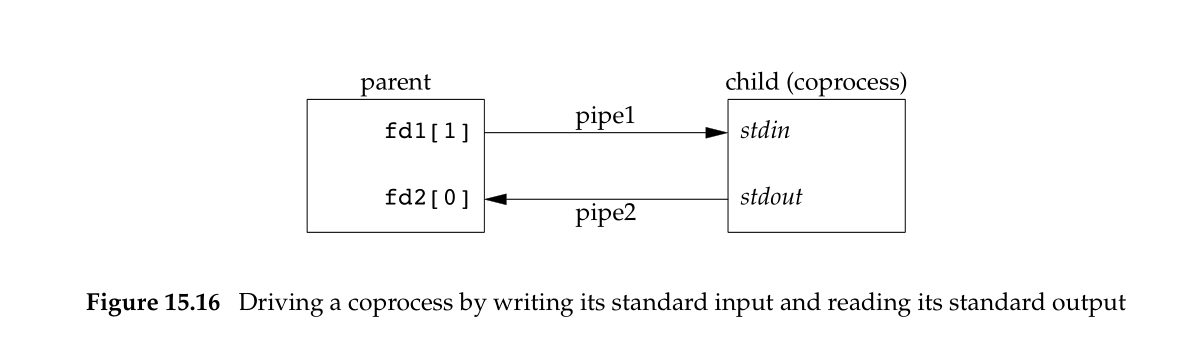 parent child (coprocess)
fd1[1] pipe1 stdin
fd2[0] pipe2 stdout
Figure 15.16 Driving a coprocess by writing its standard input and reading its standard output